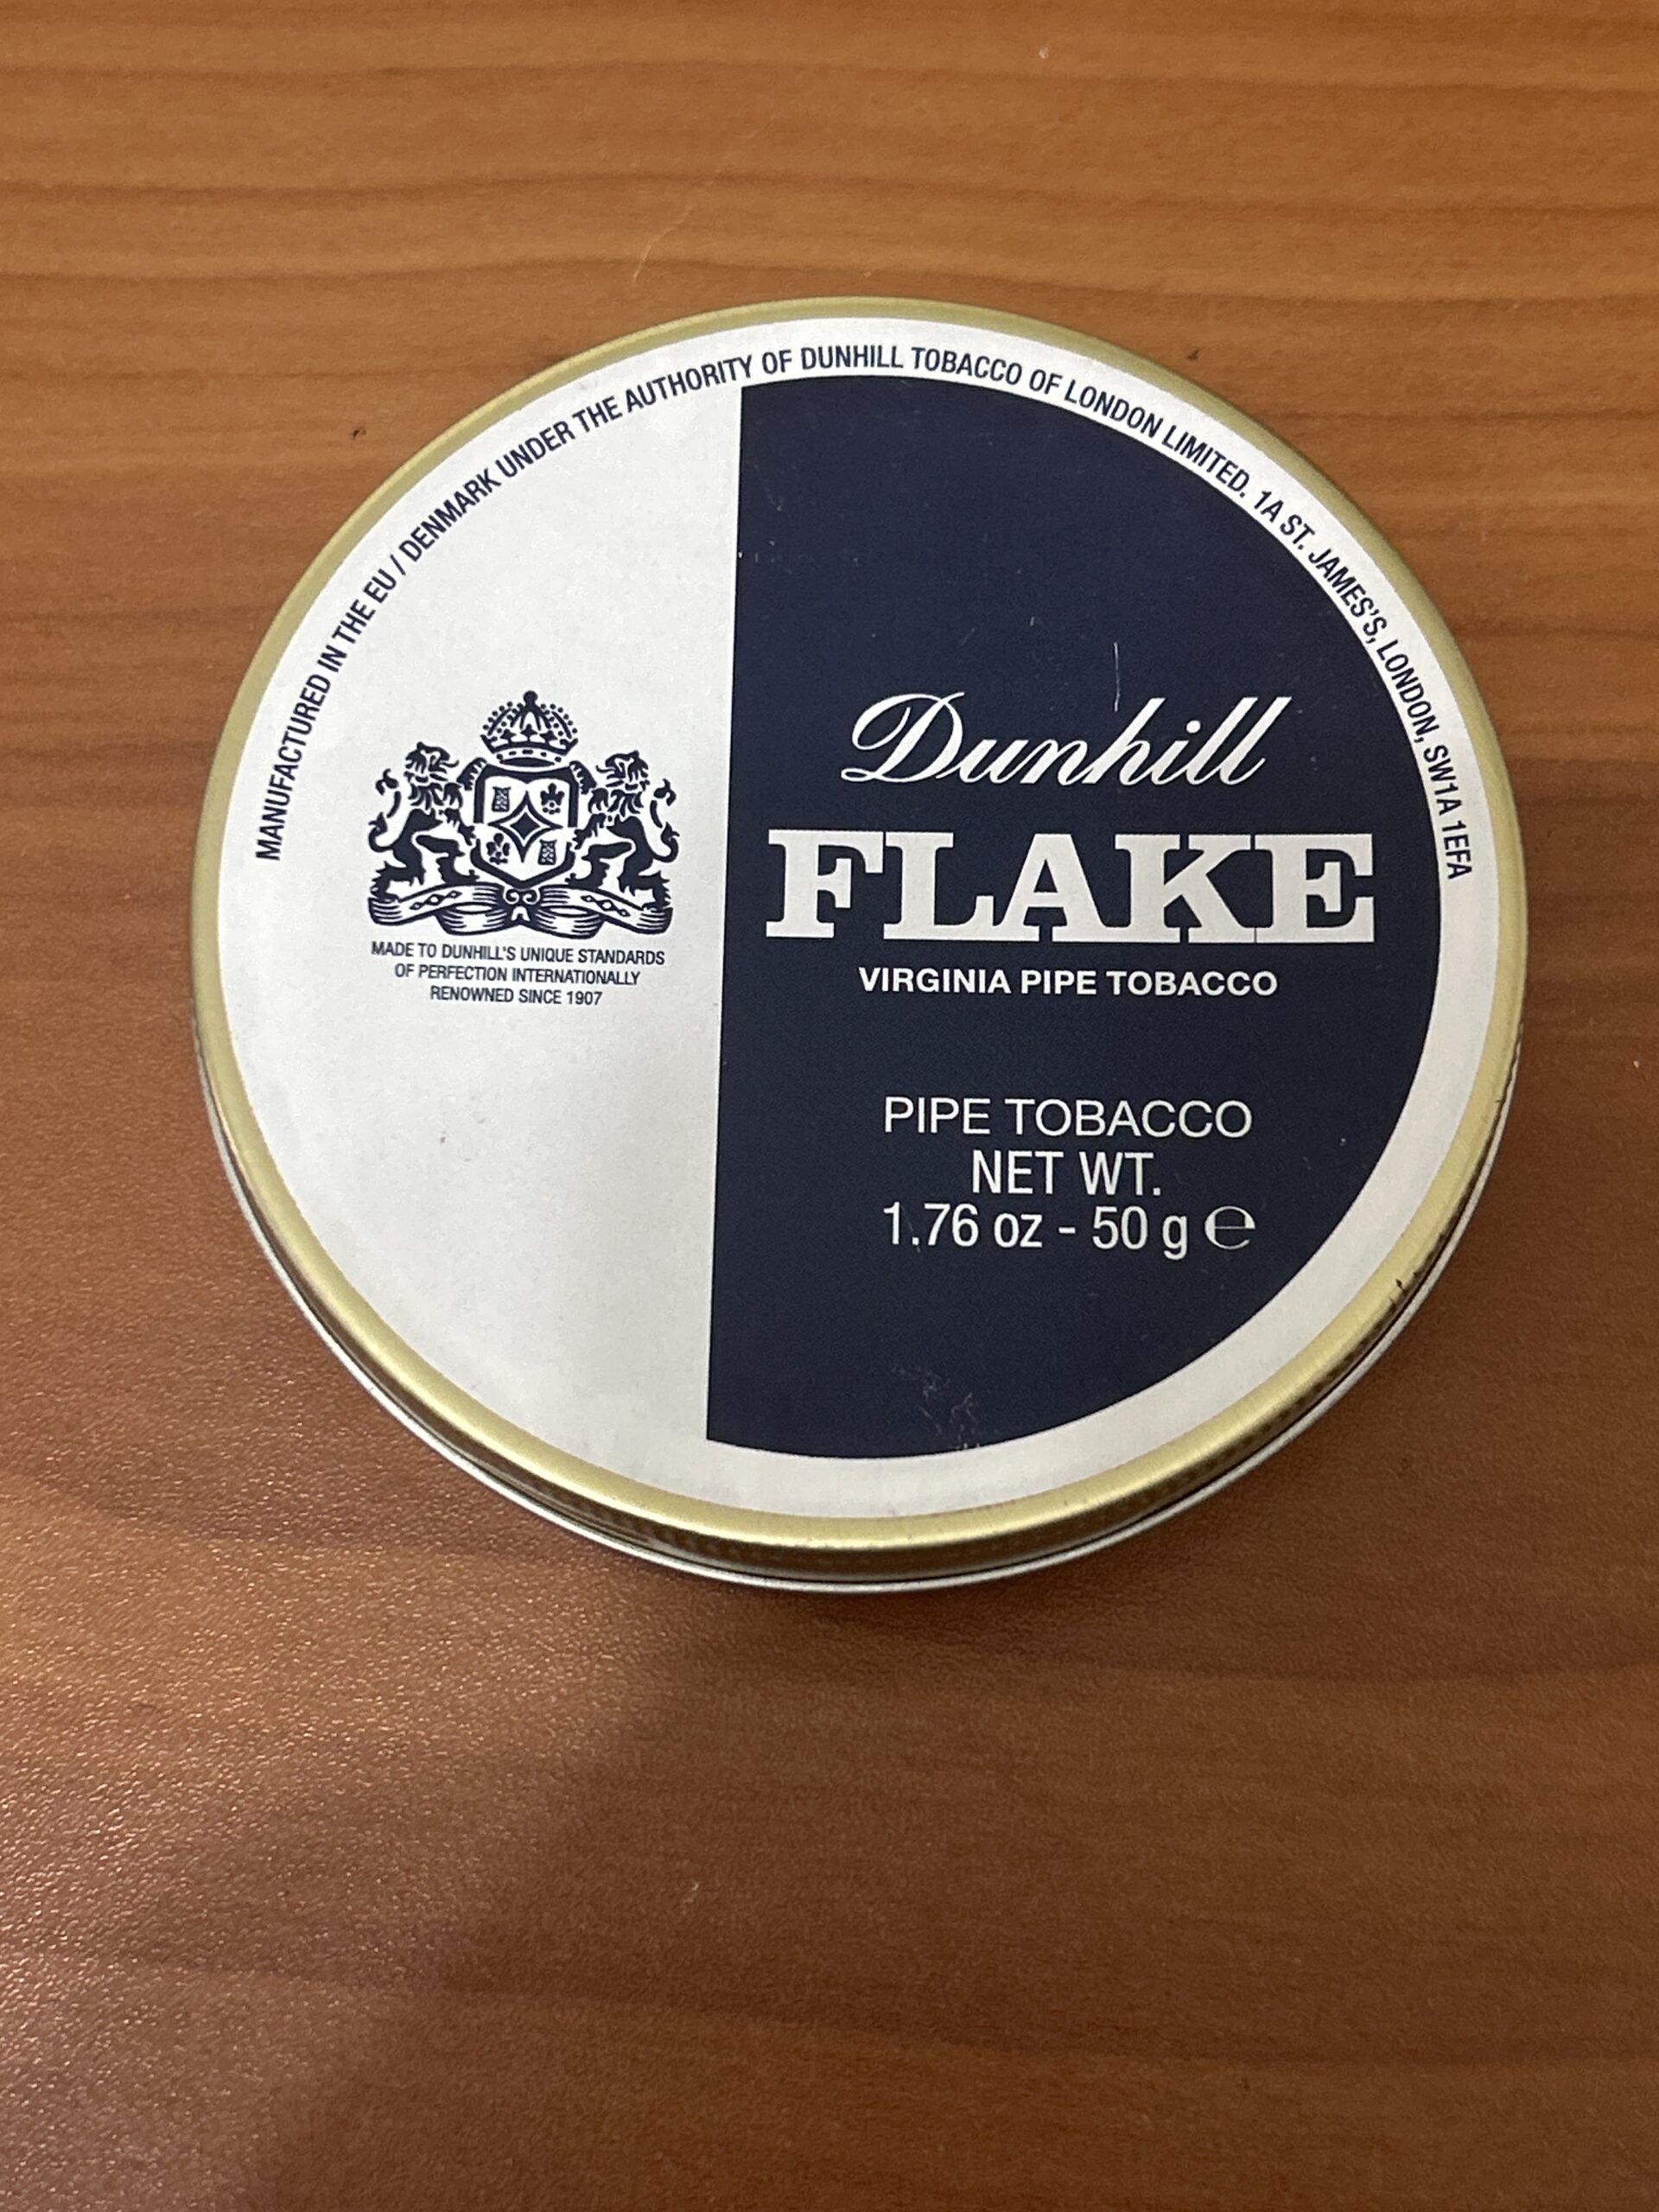 MANUFACTURED IN THE EU / DENMARK UNDER THE AUTHORITY OF DUNHILL TOBACCO OF LONDON LIMITED. 1A ST. JAMES'S, LONDON, SW1A 1EFA
MADE TO DUNHILL'S UNIQUE STANDARDS
OF PERFECTION INTERNATIONALLY
RENOWNED SINCE 1907
Dunhill
FLAKE
VIRGINIA PIPE TOBACCO
PIPE TOBACCO
NET WT.
1.76 oz - 50 g ℮